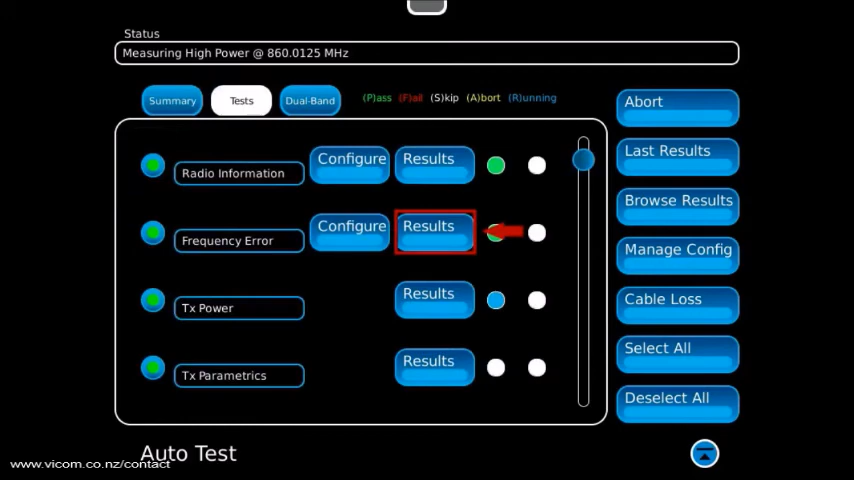 Status
Measuring High Power @ 860.0125 MHz
Summary
Tests
Dual-Band
(P)ass (F)ail (S)kip (A)bort (R)unning
Radio Information
Configure
Results
Frequency Error
Configure
Results
Tx Power
Results
Tx Parametrics
Results
Abort
Last Results
Browse Results
Manage Config
Cable Loss
Select All
Deselect All
Auto Test
www.vicom.co.nz/contact